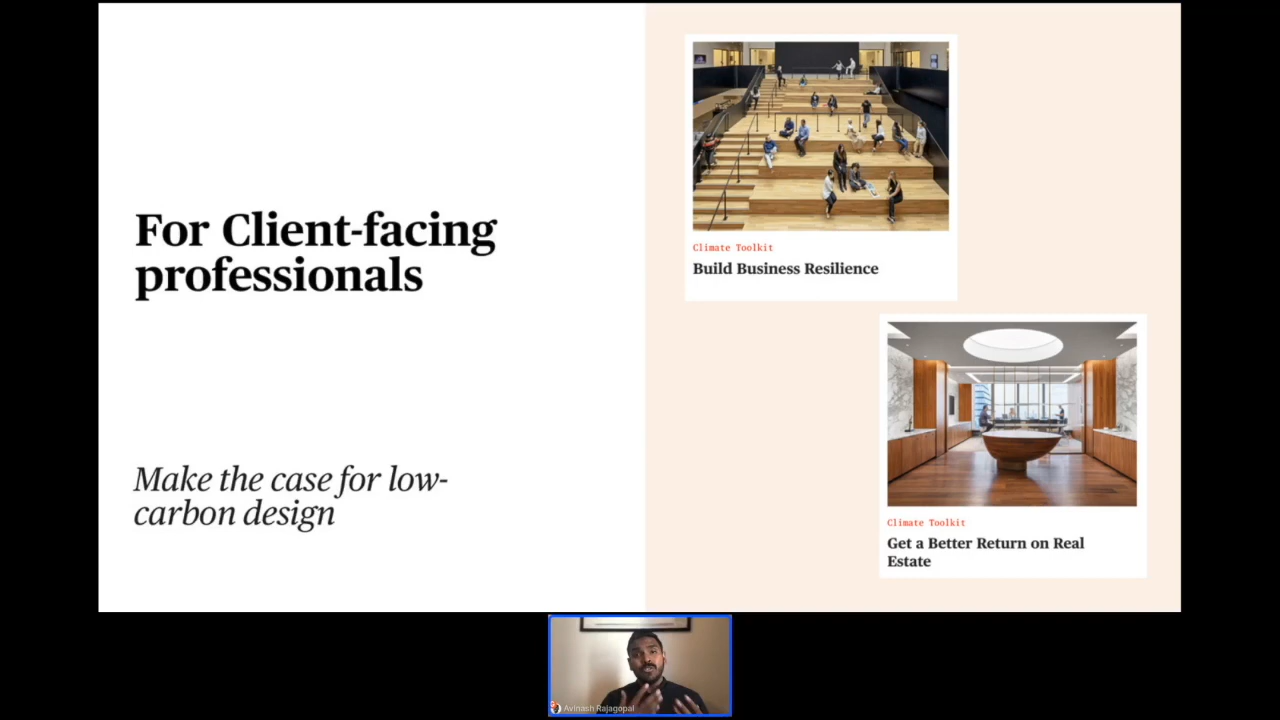 For Client-facing
professionals
Make the case for low-
carbon design
Climate Toolkit
Build Business Resilience
Climate Toolkit
Get a Better Return on Real
Estate
Avinash Rajagopal